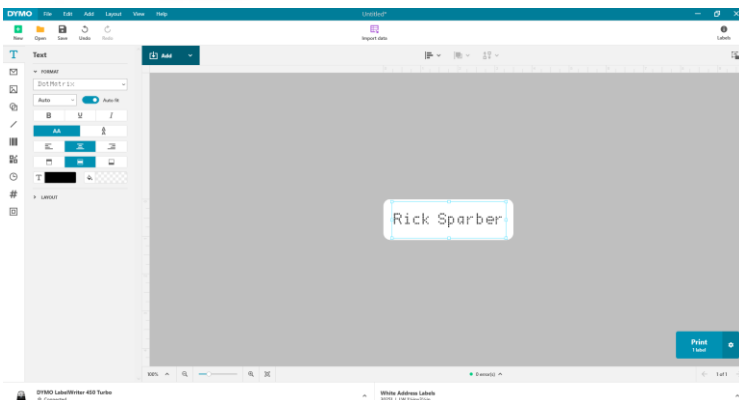 DYMO File Edit Add Layout View Help Untitled*
New Open Save Undo Redo Import data Labels
Text
Add
FORMAT
DotMatrix
Auto Auto fit
B U I
AA
T
LAYOUT
Rick Sparber
Print
1 label
100% 0 error(s) 1 of 1
DYMO LabelWriter 450 Turbo
Connected
White Address Labels